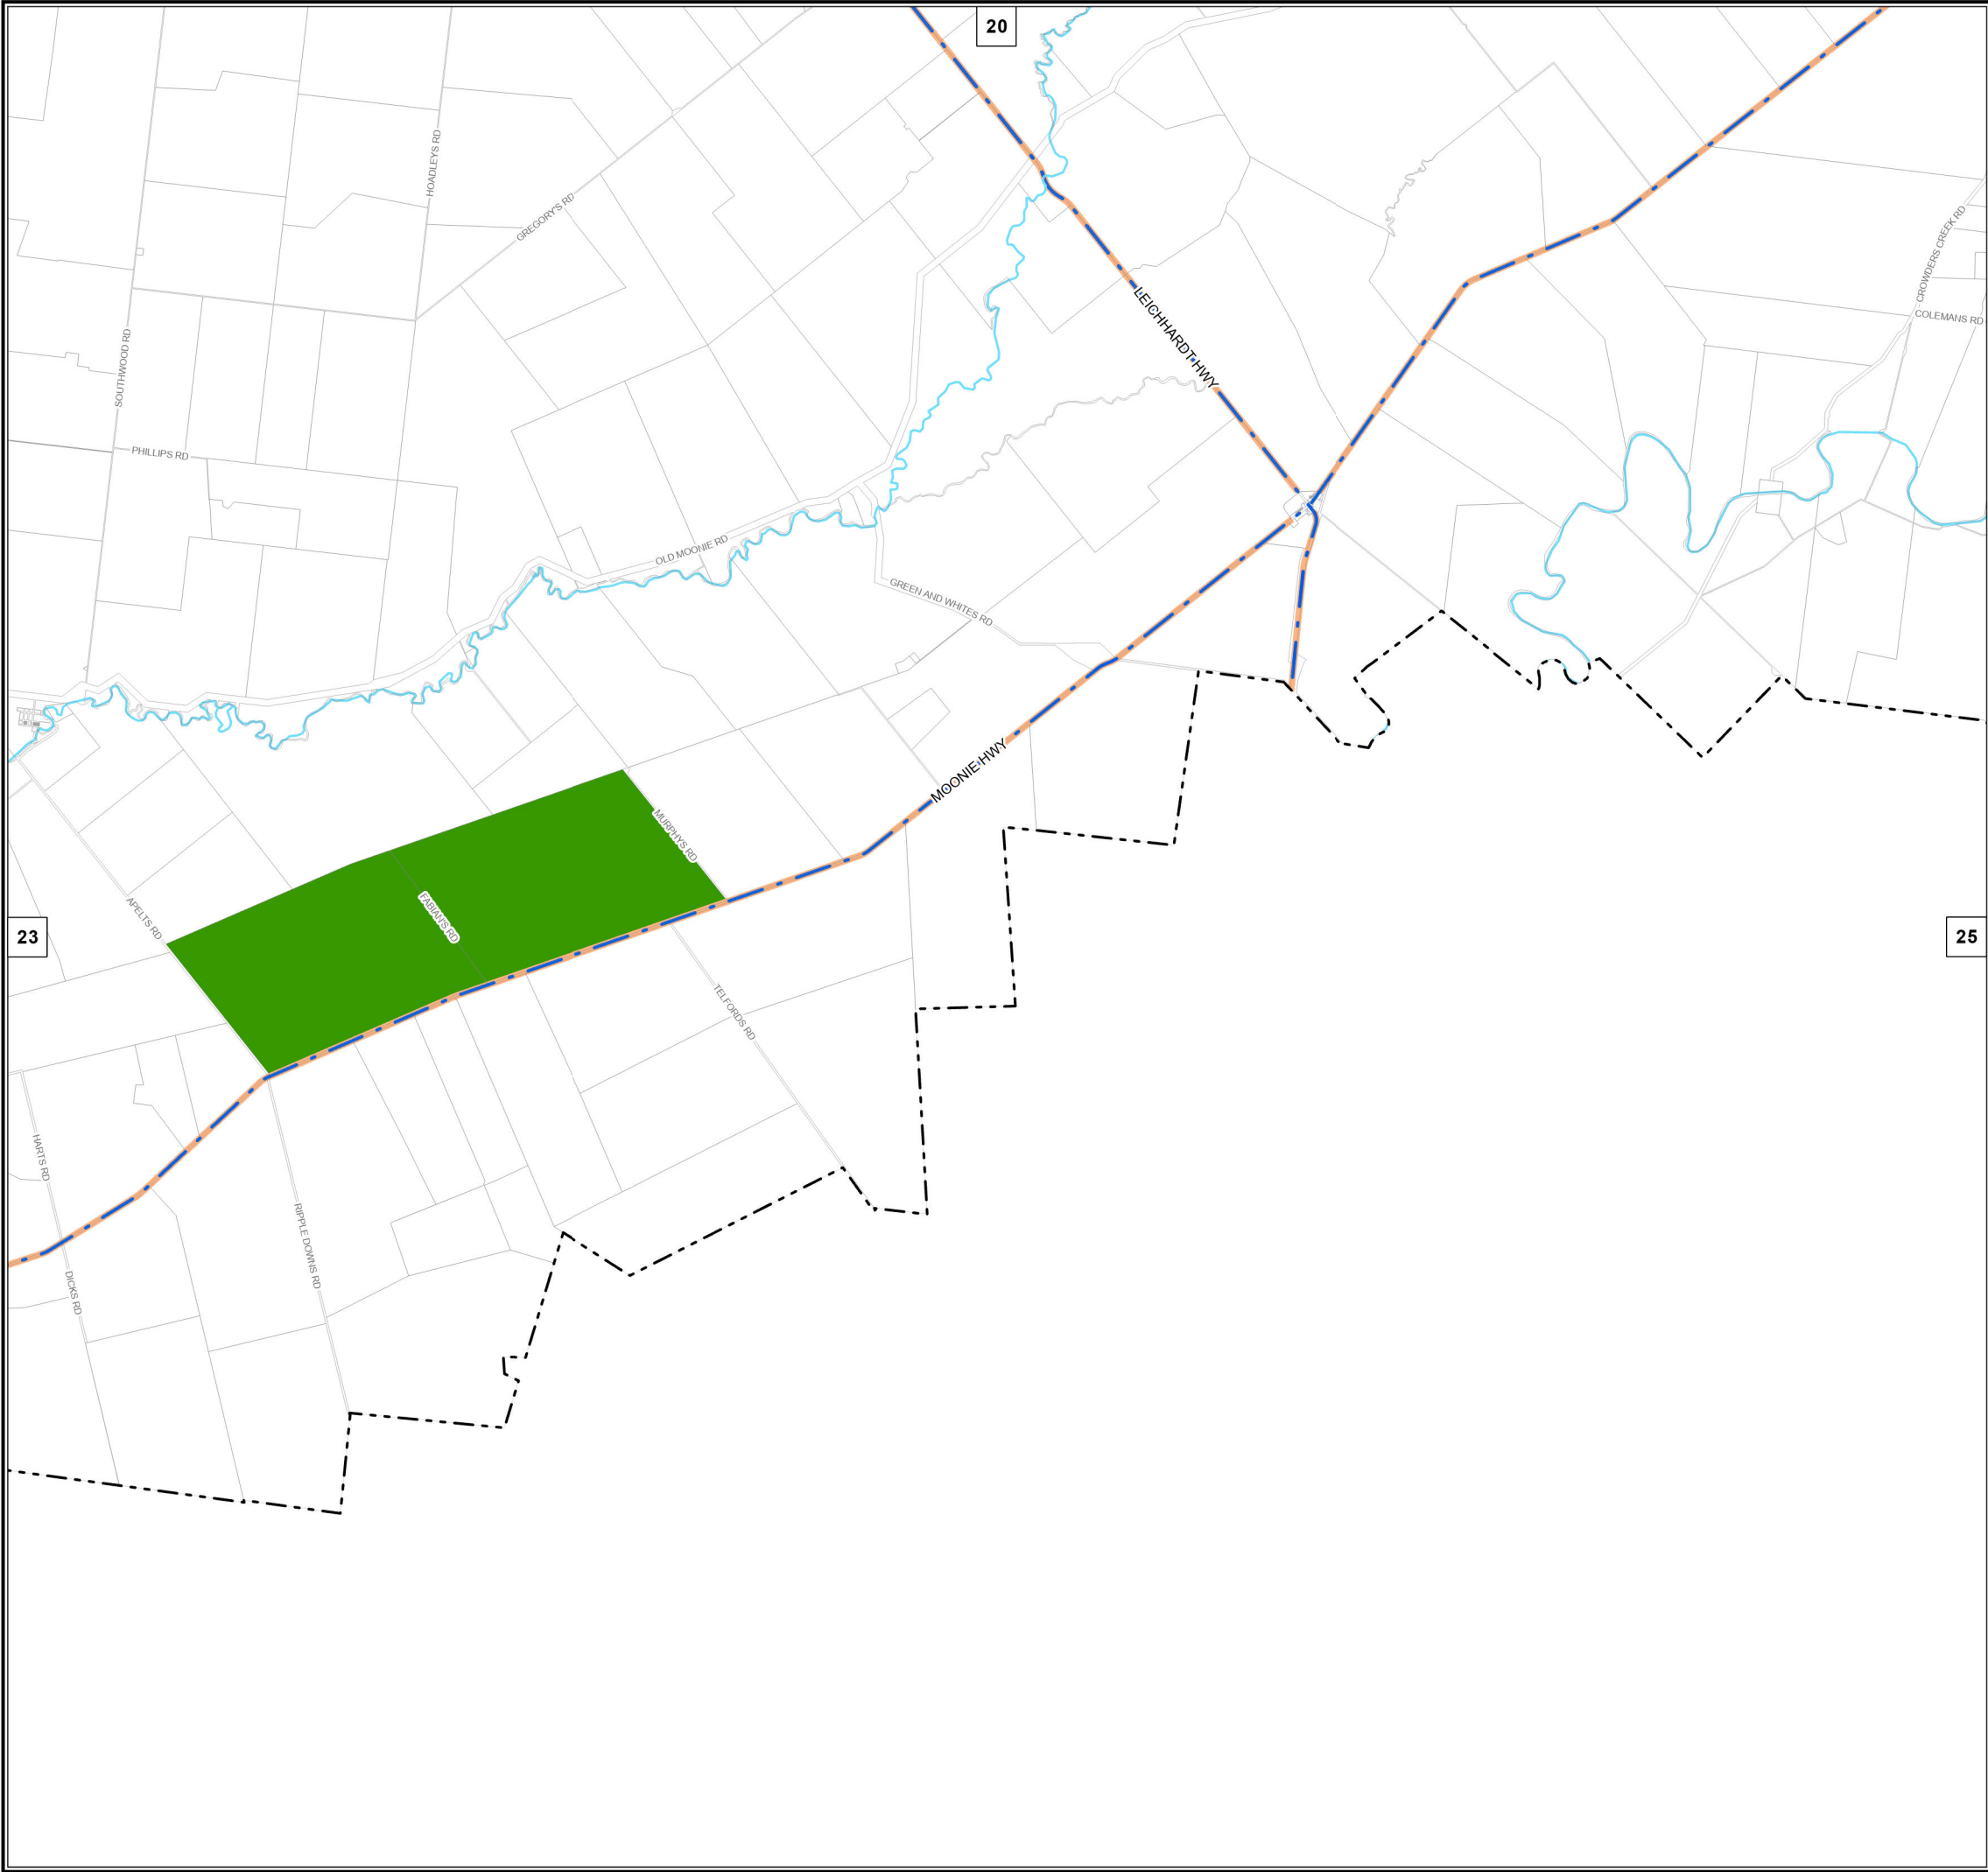 20
HOADLEYS RD
GREGORYS RD
CROWDERS CREEK RD
COLEMANS RD
LEICHHARDT HWY
SOUTHWOOD RD
PHILLIPS RD
OLD MOONIE RD
GREEN AND WHITES RD
MOONIE HWY
MURPHYS RD
FABIANS RD
APELTS RD
23
25
TELFORDS RD
HARTS RD
RIPPLE DOWNS RD
DICKS RD